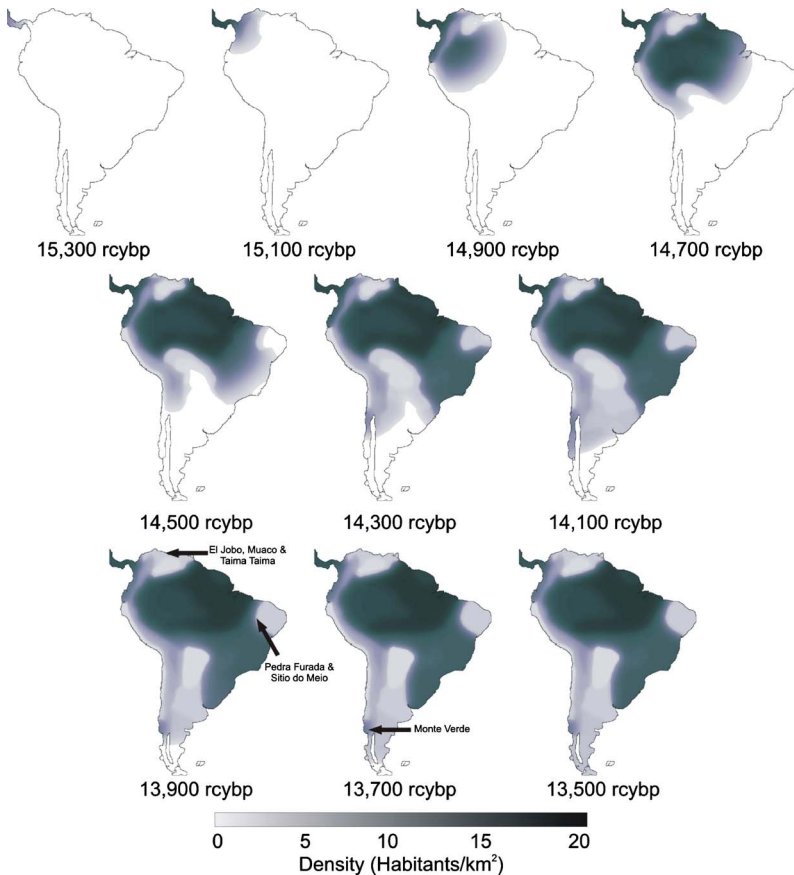 15,300 rcybp
15,100 rcybp
14,900 rcybp
14,700 rcybp
14,500 rcybp
14,300 rcybp
14,100 rcybp
El Jobo, Muaco &
Taima Taima
Pedra Furada &
Sitio do Meio
Monte Verde
13,900 rcybp
13,700 rcybp
13,500 rcybp
0 5 10 15 20
Density (Habitants/km²)